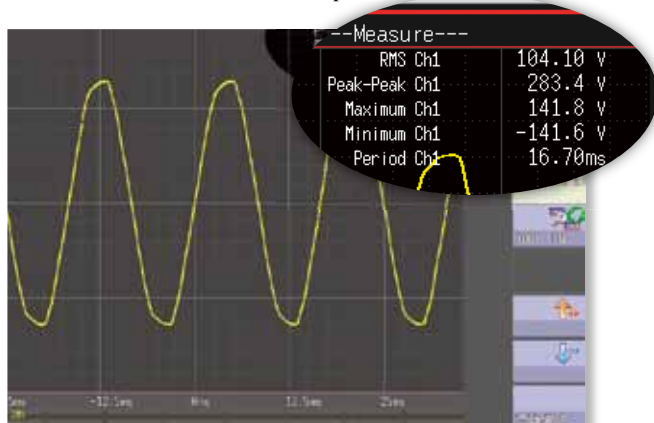 --Measure---
RMS Ch1 104.10 V
Peak-Peak Ch1 283.4 V
Maximum Ch1 141.8 V
Minimum Ch1 -141.6 V
Period Ch1 16.70ms
-12.5ms 0ns 12.5ms 25ms